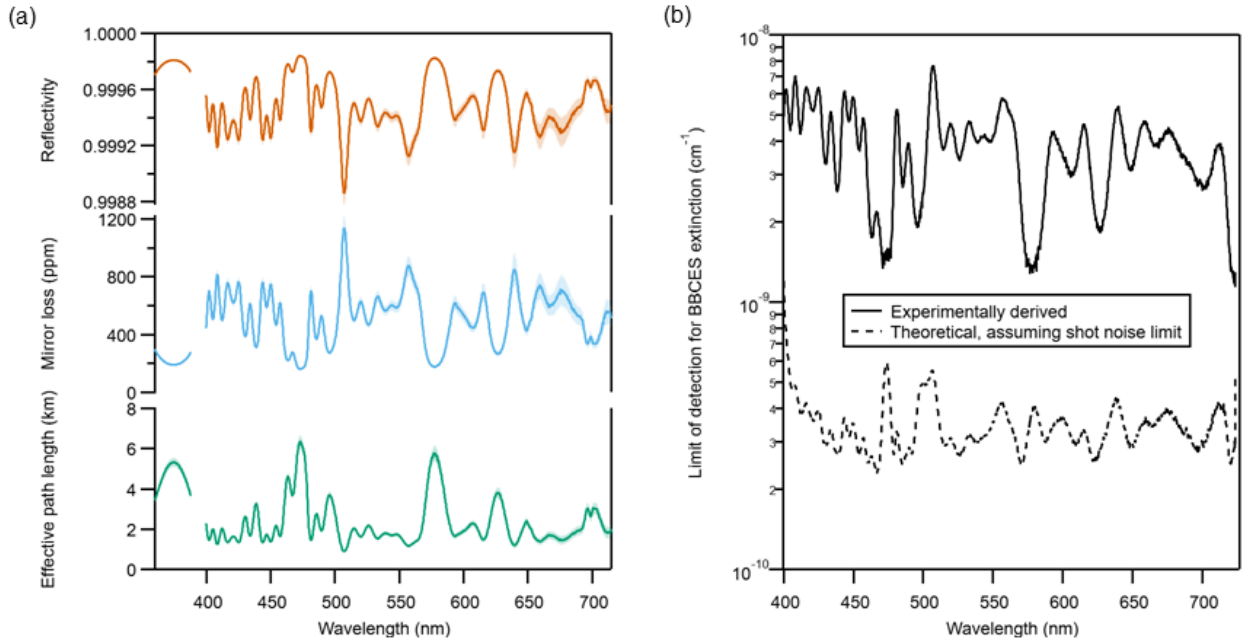 (a)
1.0000
0.9996
0.9992
0.9988
Reflectivity
1200
800
400
0
Mirror loss (ppm)
8
6
4
2
0
Effective path length (km)
400 450 500 550 600 650 700
Wavelength (nm)
(b)
10-8
9
8
7
6
5
4
3
2
10-9
9
8
7
6
5
4
3
2
10-10
Limit of detection for BBCES extinction (cm-1)
Experimentally derived
Theoretical, assuming shot noise limit
400 450 500 550 600 650 700
Wavelength (nm)